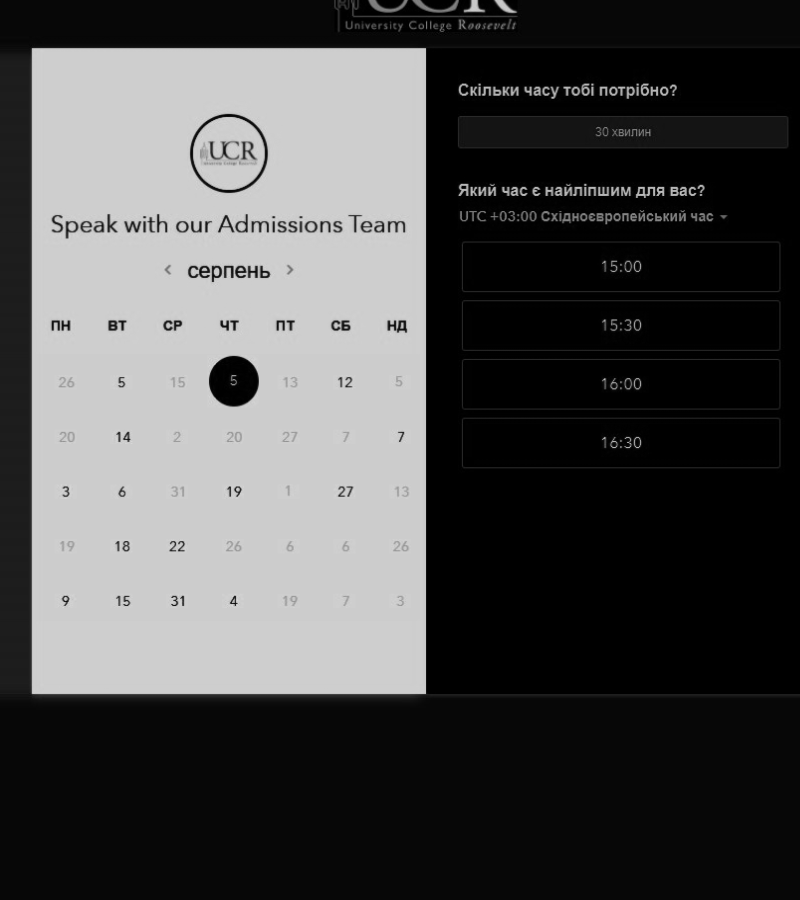 UCR
University College Roosevelt
UCR
Speak with our Admissions Team
< серпень >
ПН ВТ СР ЧТ ПТ СБ НД
26 5 15 5 13 12 5
20 14 2 20 27 7 7
3 6 31 19 1 27 13
19 18 22 26 6 6 26
9 15 31 4 19 7 3
Скільки часу тобі потрібно?
30 хвилин
Який час є найліпшим для вас?
UTC +03:00 Східноєвропейський час
15:00
15:30
16:00
16:30